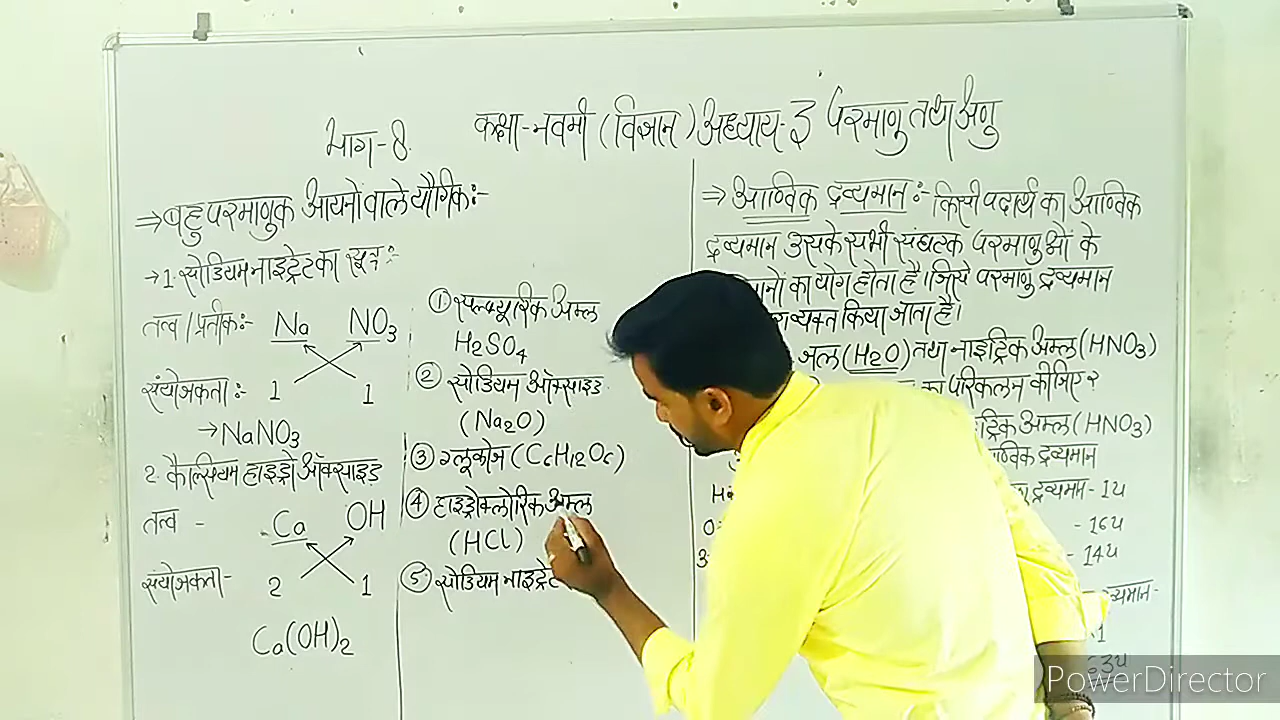 भाग-8.
कक्षा-नवमी (विज्ञान) अध्याय-3 परमाणु तथा अणु
→ बहुपरमाणुक आयनों वाले यौगिक:-
→ 1. सोडियम नाइट्रेट का सूत्र:-
तत्व / प्रतीक:- Na NO3
संयोजकता:- 1 1
→ NaNO3
2. कैल्सियम हाइड्रो ऑक्साइड
तत्व - Ca OH
संयोजकता- 2 1
Ca(OH)2
① सल्फ्यूरिक अम्ल
H2SO4
② सोडियम ऑक्साइड
(Na2O)
③ ग्लूकोज (C6H12O6)
④ हाइड्रोक्लोरिक अम्ल
(HCl)
⑤ सोडियम नाइट्रेट
→ आण्विक द्रव्यमान:- किसी पदार्थ का आण्विक
द्रव्यमान उसके सभी संघटक परमाणुओं के
का योग होता है। जिसे परमाणु द्रव्यमान
व्यक्त किया जाता है।
जल (H2O) तथा नाइट्रिक अम्ल (HNO3)
का परिकलन कीजिए?
अम्ल (HNO3)
द्रव्यमान
द्रव्यमान - 1u
- 16u
- 14u
PowerDirector